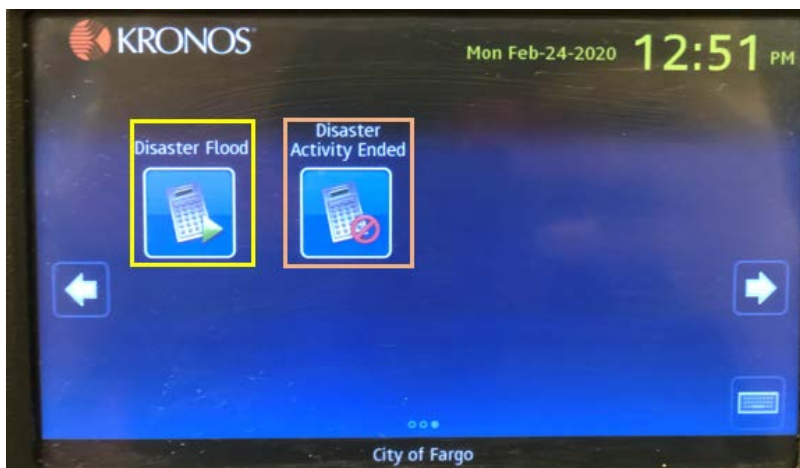 KRONOS
Mon Feb-24-2020 12:51 PM
Disaster Flood
Disaster
Activity Ended
City of Fargo